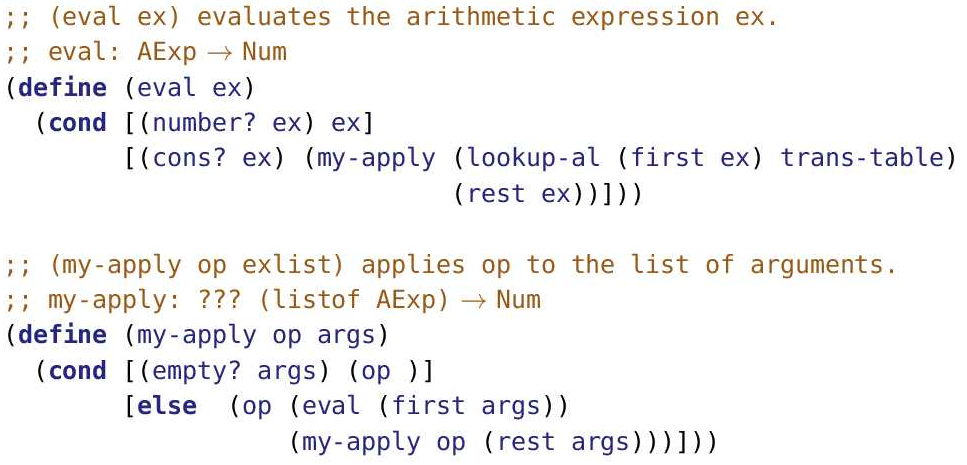 ;; (eval ex) evaluates the arithmetic expression ex.
;; eval: AExp → Num
(define (eval ex)
  (cond [(number? ex) ex]
        [(cons? ex) (my-apply (lookup-al (first ex) trans-table)
                              (rest ex))]))

;; (my-apply op exlist) applies op to the list of arguments.
;; my-apply: ??? (listof AExp) → Num
(define (my-apply op args)
  (cond [(empty? args) (op )]
        [else  (op (eval (first args))
                   (my-apply op (rest args)))]))